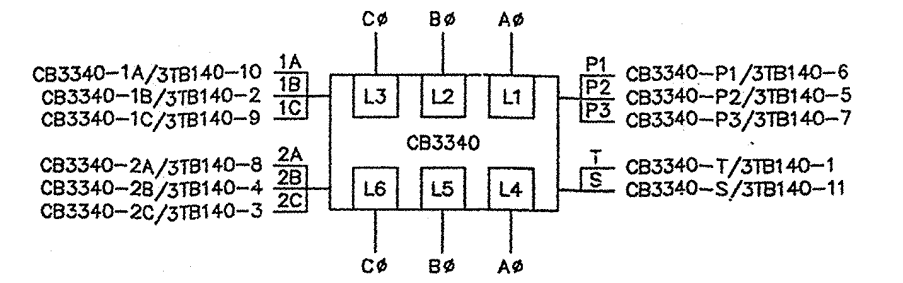 CØ BØ AØ
CB3340-1A/3TB140-10 1A
CB3340-1B/3TB140-2 1B
CB3340-1C/3TB140-9 1C
L3 L2 L1
P1 CB3340-P1/3TB140-6
P2 CB3340-P2/3TB140-5
P3 CB3340-P3/3TB140-7
CB3340
CB3340-2A/3TB140-8 2A
CB3340-2B/3TB140-4 2B
CB3340-2C/3TB140-3 2C
L6 L5 L4
T CB3340-T/3TB140-1
S CB3340-S/3TB140-11
CØ BØ AØ